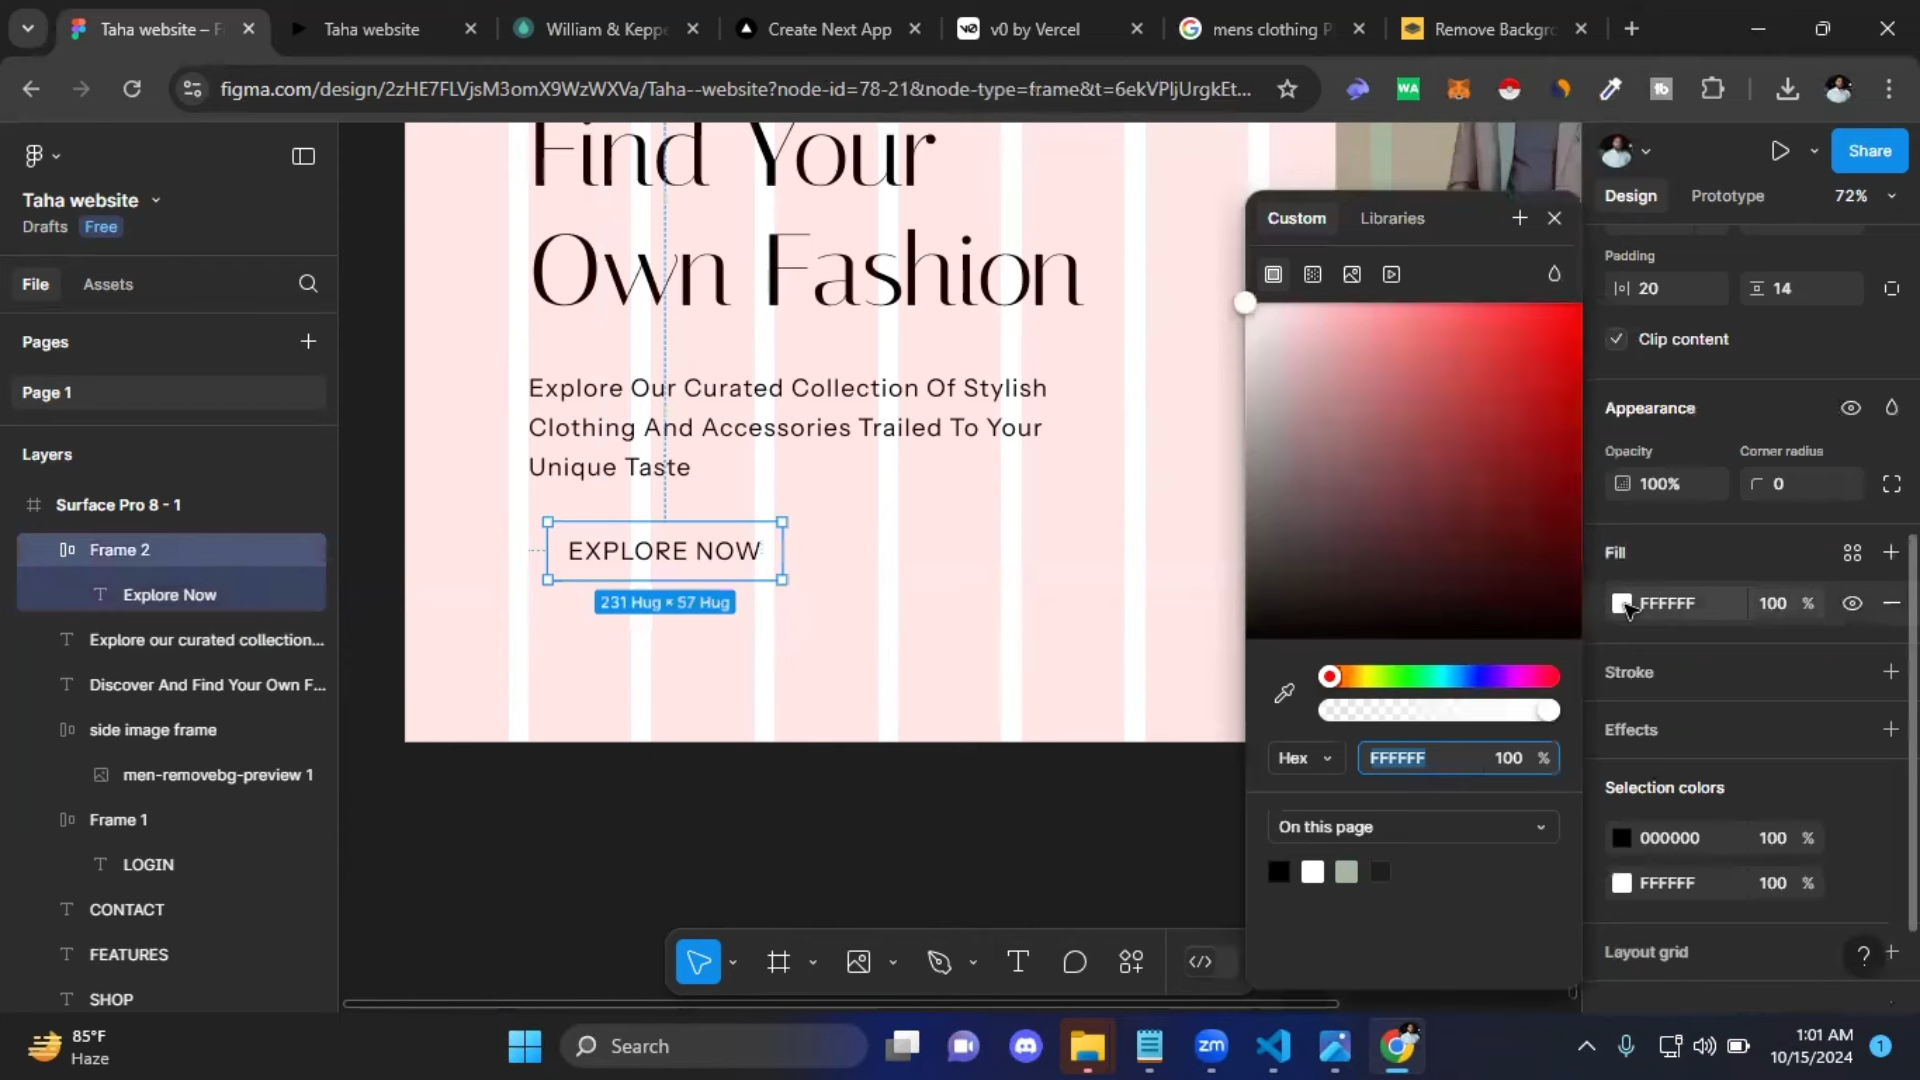 Taha website – F
Taha website
William & Keppe
Create Next App
v0 by Vercel
mens clothing P
Remove Backgro
figma.com/design/2zHE7FLVjsM3omX9WzWXVa/Taha--website?node-id=78-21&node-type=frame&t=6ekVPljUrgkEt...
Taha website
Drafts
Free
File
Assets
Pages
Page 1
Layers
Surface Pro 8 - 1
Frame 2
Explore Now
Explore our curated collection...
Discover And Find Your Own F...
side image frame
men-removebg-preview 1
Frame 1
LOGIN
CONTACT
FEATURES
SHOP
Find Your
Own Fashion
Explore Our Curated Collection Of Stylish
Clothing And Accessories Trailed To Your
Unique Taste
EXPLORE NOW
231 Hug × 57 Hug
Custom
Libraries
Hex
FFFFFF
100 %
On this page
Share
Design
Prototype
72%
Padding
20
14
Clip content
Appearance
Opacity
Corner radius
100%
0
Fill
FFFFFF
100 %
Stroke
Effects
Selection colors
000000
100 %
FFFFFF
100 %
Layout grid
?
85°F
Haze
Search
zm
1:01 AM
10/15/2024
1
WA